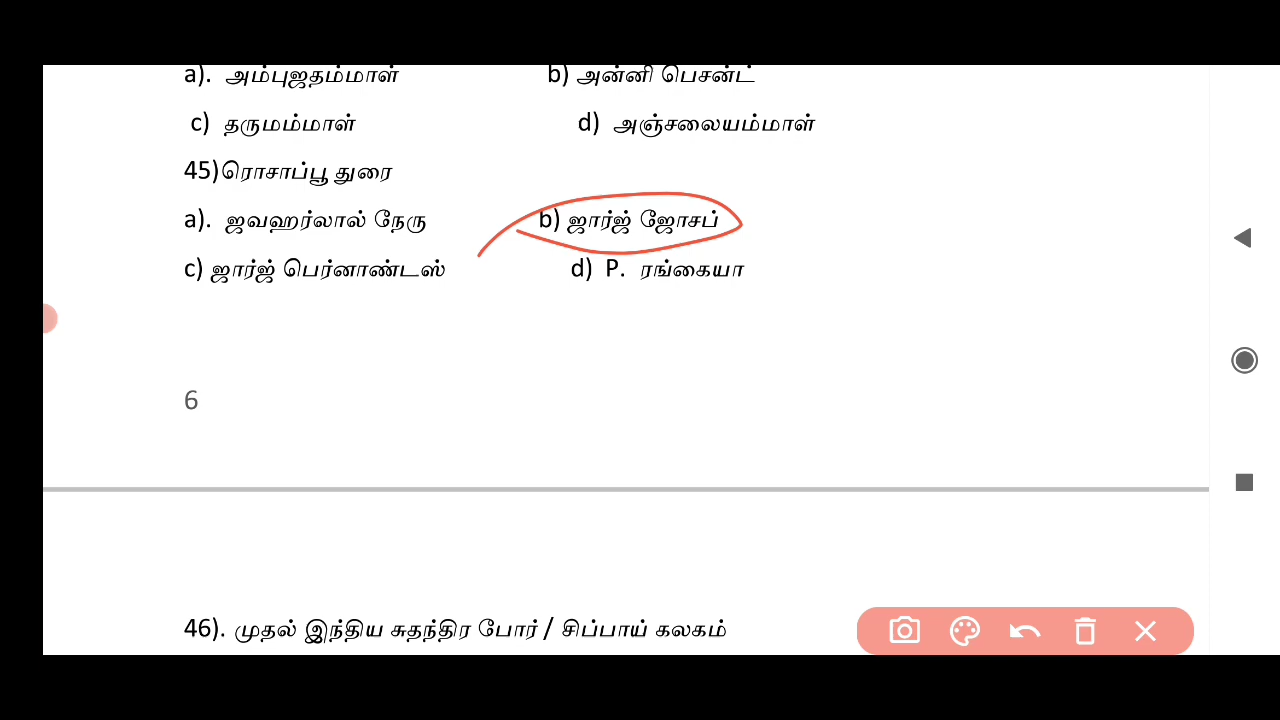 a). அம்புஜதம்மாள் b) அன்னி பெசன்ட்
c) தருமம்மாள் d) அஞ்சலையம்மாள்
45)ரொசாப்பூ துரை
a). ஜவஹர்லால் நேரு b) ஜார்ஜ் ஜோசப்
c) ஜார்ஜ் பெர்னாண்டஸ் d) P. ரங்கையா
6
46). முதல் இந்திய சுதந்திர போர் / சிப்பாய் கலகம்